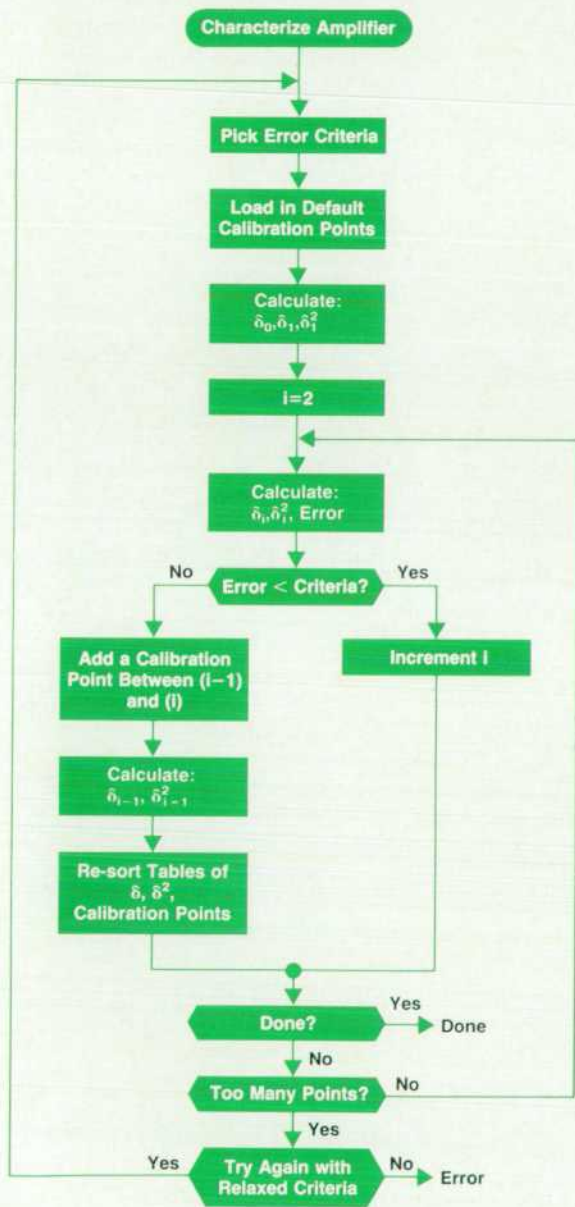 Characterize Amplifier
Pick Error Criteria
Load in Default
Calibration Points
Calculate:
δ̂₀,δ̂₁,δ̂₁²
i=2
Calculate:
δ̂ᵢ,δ̂ᵢ², Error
Error < Criteria?
No
Yes
Add a Calibration
Point Between (i−1)
and (i)
Increment i
Calculate:
δ̂ᵢ₋₁, δ̂²ᵢ₋₁
Re-sort Tables of
δ̂, δ̂²,
Calibration Points
Done?
Yes
Done
No
Too Many Points?
No
Yes
Try Again with
Relaxed Criteria
Yes
No
Error